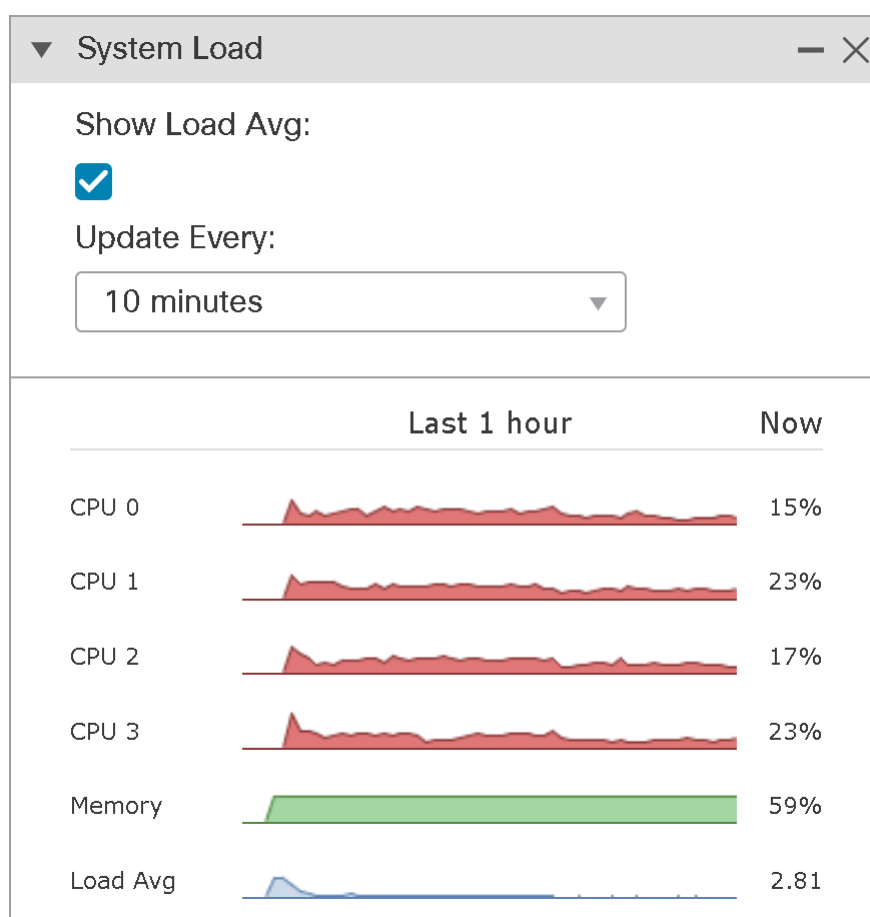 System Load
Show Load Avg:
Update Every:
10 minutes
Last 1 hour Now
CPU 0 15%
CPU 1 23%
CPU 2 17%
CPU 3 23%
Memory 59%
Load Avg 2.81